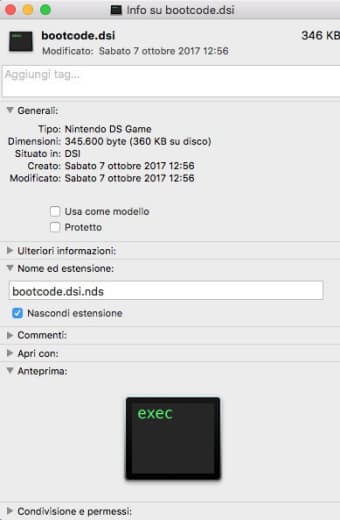 Info su bootcode.dsi
bootcode.dsi 346 KB
Modificato: Sabato 7 ottobre 2017 12:56
Aggiungi tag...
Generali:
Tipo: Nintendo DS Game
Dimensioni: 345.600 byte (360 KB su disco)
Situato in: DSI
Creato: Sabato 7 ottobre 2017 12:56
Modificato: Sabato 7 ottobre 2017 12:56
Usa come modello
Protetto
Ulteriori informazioni:
Nome ed estensione:
bootcode.dsi.nds
Nascondi estensione
Commenti:
Apri con:
Anteprima:
exec
Condivisione e permessi: